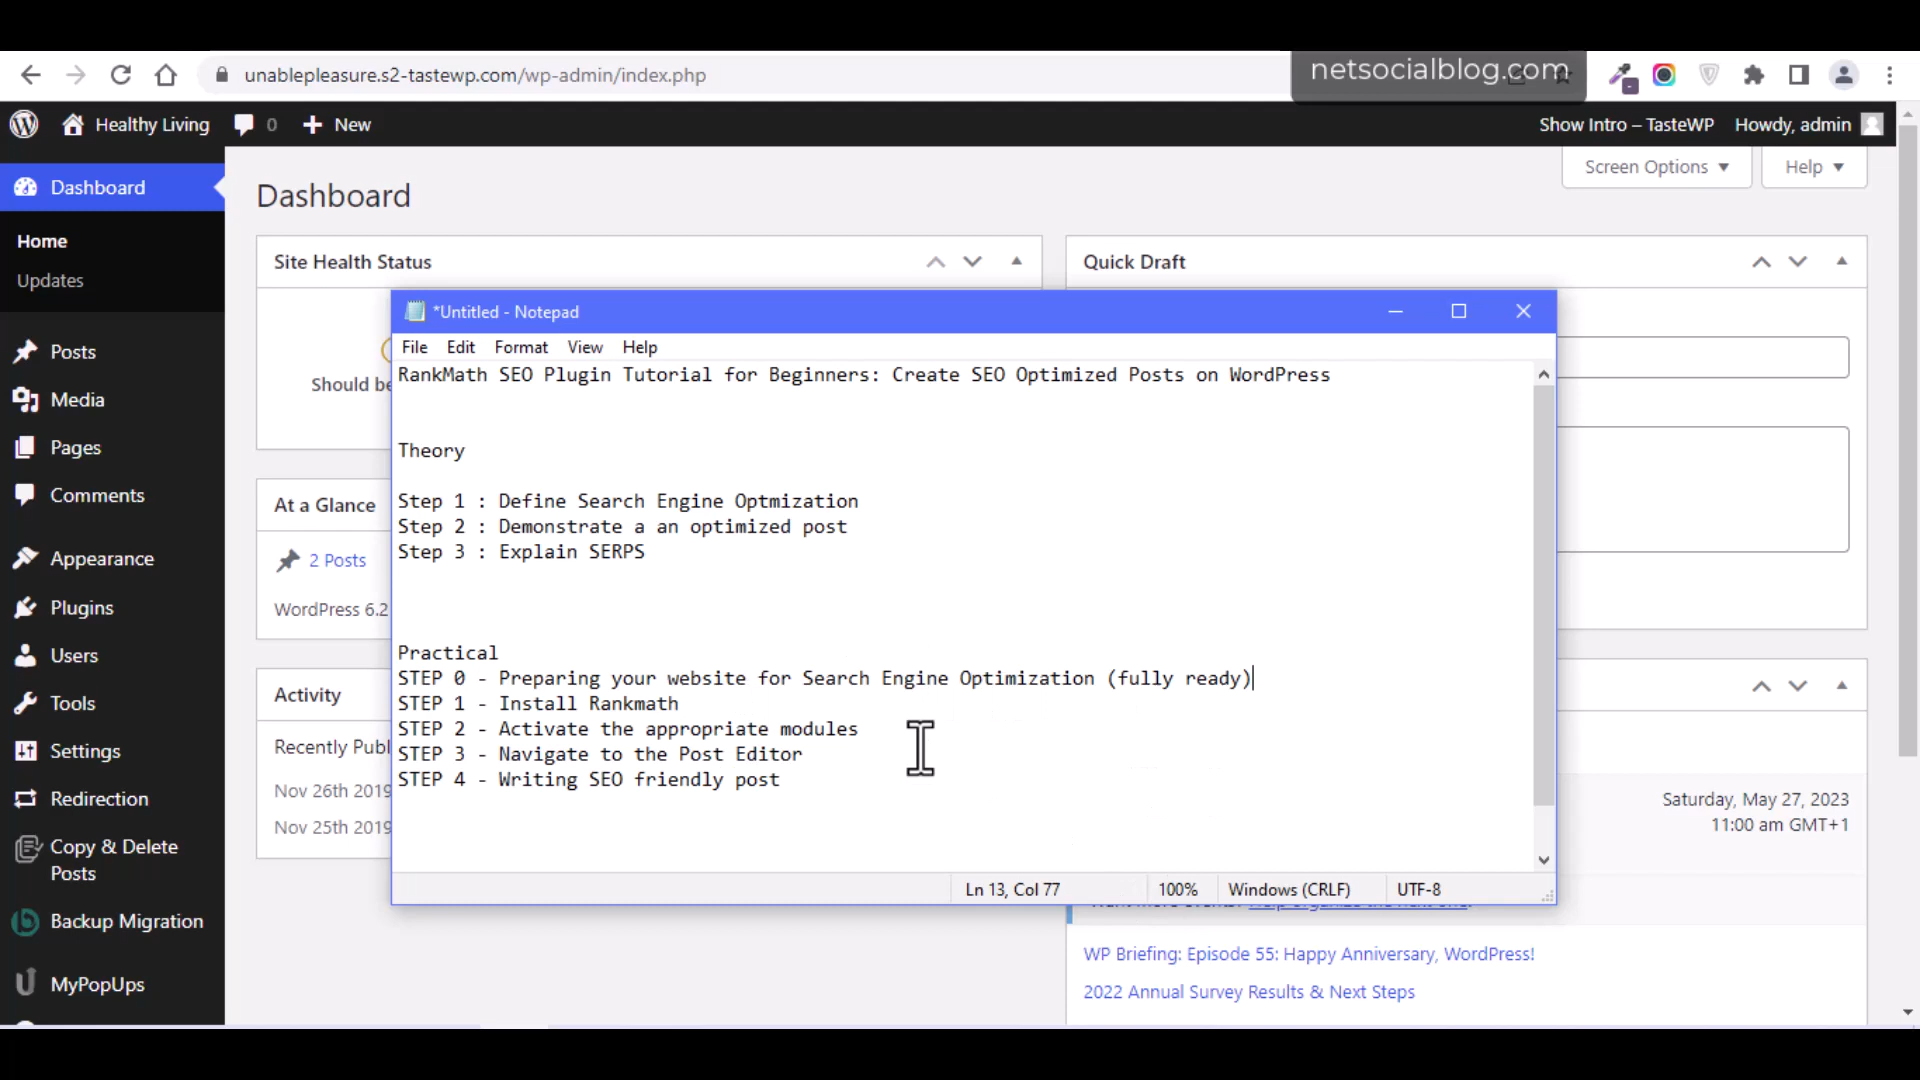 unablepleasure.s2-tastewp.com/wp-admin/index.php
netsocialblog.com
Healthy Living
0
New
Show Intro – TasteWP
Howdy, admin
Screen Options
Help
Dashboard
Home
Updates
Posts
Media
Pages
Comments
Appearance
Plugins
Users
Tools
Settings
Redirection
Copy & Delete
Posts
Backup Migration
MyPopUps
Dashboard
Site Health Status
Should be
At a Glance
2 Posts
WordPress 6.2
Activity
Recently Publ
Nov 26th 2019
Nov 25th 2019
Quick Draft
*Untitled - Notepad
File Edit Format View Help
RankMath SEO Plugin Tutorial for Beginners: Create SEO Optimized Posts on WordPress
Theory
Step 1 : Define Search Engine Optmization
Step 2 : Demonstrate a an optimized post
Step 3 : Explain SERPS
Practical
STEP 0 - Preparing your website for Search Engine Optimization (fully ready)
STEP 1 - Install Rankmath
STEP 2 - Activate the appropriate modules
STEP 3 - Navigate to the Post Editor
STEP 4 - Writing SEO friendly post
Ln 13, Col 77
100%
Windows (CRLF)
UTF-8
Saturday, May 27, 2023
11:00 am GMT+1
WP Briefing: Episode 55: Happy Anniversary, WordPress!
2022 Annual Survey Results & Next Steps